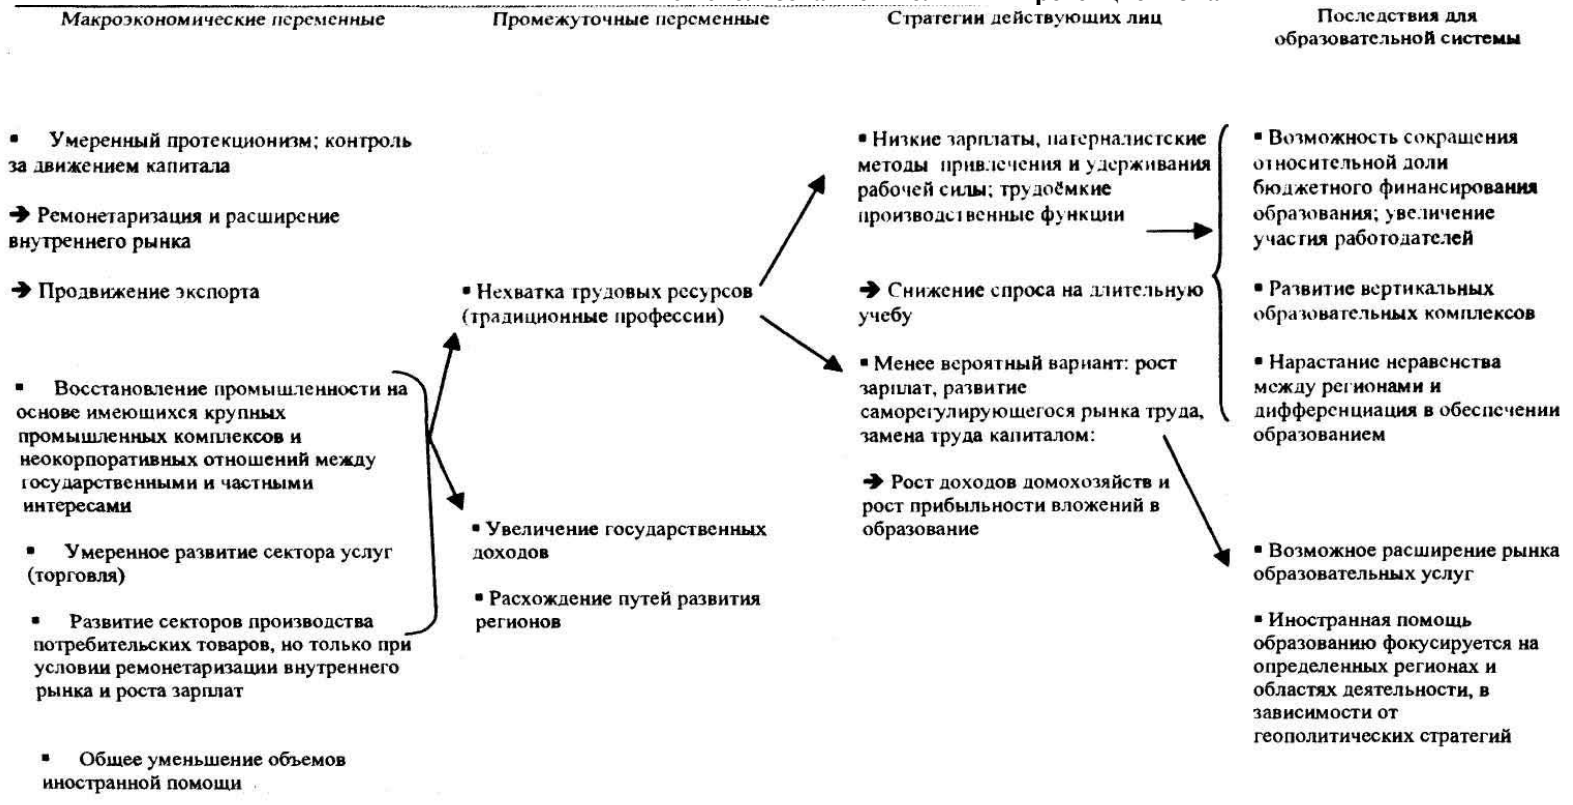 Макроэкономические переменные
Промежуточные переменные
Стратегии действующих лиц
Последствия для
образовательной системы
▪ Умеренный протекционизм; контроль
за движением капитала
➔ Ремонетаризация и расширение
внутреннего рынка
➔ Продвижение экспорта
▪ Восстановление промышленности на
основе имеющихся крупных
промышленных комплексов и
неокорпоративных отношений между
государственными и частными
интересами
▪ Умеренное развитие сектора услуг
(торговля)
▪ Развитие секторов производства
потребительских товаров, но только при
условии ремонетаризации внутреннего
рынка и роста зарплат
▪ Общее уменьшение объемов
иностранной помощи
▪ Нехватка трудовых ресурсов
(традиционные профессии)
▪ Увеличение государственных
доходов
▪ Расхождение путей развития
регионов
▪ Низкие зарплаты, патерналистские
методы привлечения и удерживания
рабочей силы; трудоёмкие
производственные функции
➔ Снижение спроса на длительную
учебу
▪ Менее вероятный вариант: рост
зарплат, развитие
саморегулирующегося рынка труда,
замена труда капиталом:
➔ Рост доходов домохозяйств и
рост прибыльности вложений в
образование
▪ Возможность сокращения
относительной доли
бюджетного финансирования
образования; увеличение
участия работодателей
▪ Развитие вертикальных
образовательных комплексов
▪ Нарастание неравенства
между регионами и
дифференциация в обеспечении
образованием
▪ Возможное расширение рынка
образовательных услуг
▪ Иностранная помощь
образованию фокусируется на
определенных регионах и
областях деятельности, в
зависимости от
геополитических стратегий